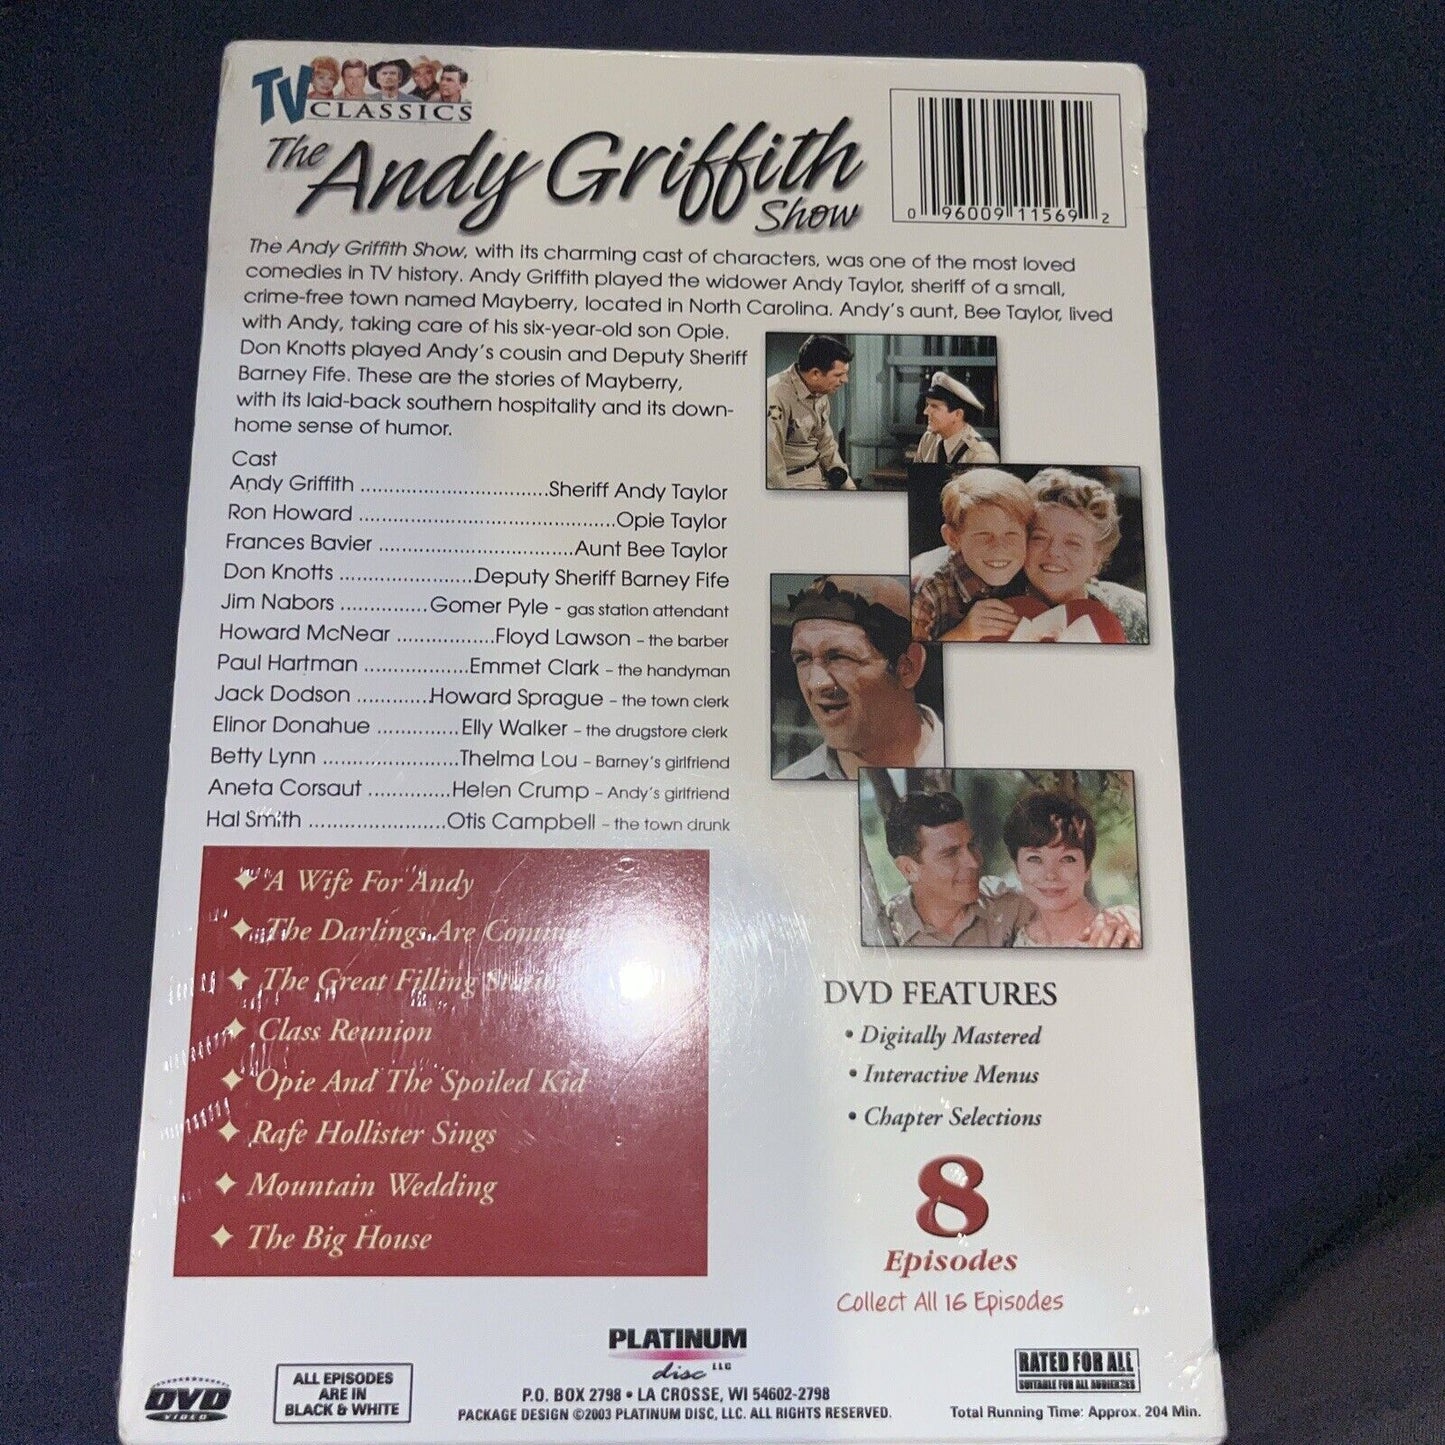 TV CLASSICS
The Andy Griffith Show
0 96009 11569 2
The Andy Griffith Show, with its charming cast of characters, was one of the most loved
comedies in TV history. Andy Griffith played the widower Andy Taylor, sheriff of a small,
crime-free town named Mayberry, located in North Carolina. Andy's aunt, Bee Taylor, lived
with Andy, taking care of his six-year-old son Opie.
Don Knotts played Andy's cousin and Deputy Sheriff
Barney Fife. These are the stories of Mayberry,
with its laid-back southern hospitality and its down-
home sense of humor.
Cast
Andy Griffith ................................Sheriff Andy Taylor
Ron Howard ...........................................Opie Taylor
Frances Bavier .................................Aunt Bee Taylor
Don Knotts .......................Deputy Sheriff Barney Fife
Jim Nabors ...............Gomer Pyle - gas station attendant
Howard McNear .................Floyd Lawson - the barber
Paul Hartman ..................Emmet Clark - the handyman
Jack Dodson .............Howard Sprague - the town clerk
Elinor Donahue ..............Elly Walker - the drugstore clerk
Betty Lynn .......................Thelma Lou - Barney's girlfriend
Aneta Corsaut ..............Helen Crump - Andy's girlfriend
Hal Smith .......................Otis Campbell - the town drunk
A Wife For Andy
The Darlings Are Coming
The Great Filling Station
Class Reunion
Opie And The Spoiled Kid
Rafe Hollister Sings
Mountain Wedding
The Big House
DVD FEATURES
• Digitally Mastered
• Interactive Menus
• Chapter Selections
8
Episodes
Collect All 16 Episodes
DVD
VIDEO
ALL EPISODES
ARE IN
BLACK & WHITE
PLATINUM
disc LLC
P.O. BOX 2798 • LA CROSSE, WI 54602-2798
PACKAGE DESIGN ©2003 PLATINUM DISC, LLC. ALL RIGHTS RESERVED.
RATED FOR ALL
SUITABLE FOR ALL AUDIENCES
Total Running Time: Approx. 204 Min.